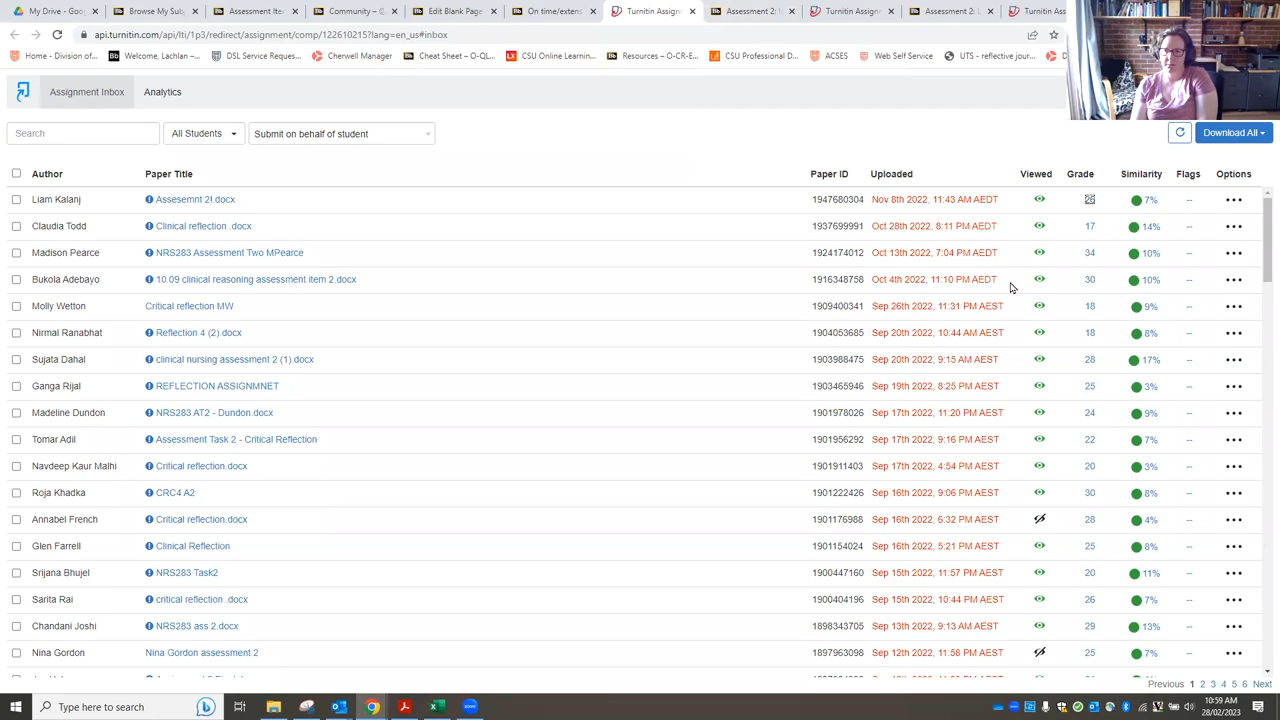 My Drive - Goo
Browse My Subj
Assessment Iter
Community – C
Edit Blank Page
On time/extens
Turnitin Assign
Assessment 2:
Turnitin Assign
Assessment 2: L
Turnitin Assign
api.turnitin.com/api/lti/1p3/redirect/assignment/comp/122610215?lang=en_us#inbox
Home - Division of...
Welcome, Lachlan -...
DSL Service Reques...
Cherwell Manager
Community – O-QL...
CSU | Create Learnin...
Resources – O-CR-E...
CSU Professional D...
ACSES
Web Self Service
UTS - reflective jour...
Assignment Inbox
Analytics
Search
All Students
Submit on behalf of student
Download All
Author Paper Title Paper ID Uploaded Viewed Grade Similarity Flags Options
Liam Kalanj Assesemnt 2!.docx 1947680304 Nov 8th 2022, 11:43 AM AEDT 26 7% -- •••
Claudia Todd Clinical reflection .docx 1937699991 Oct 28th 2022, 8:11 PM AEDT 17 14% -- •••
Madison Pearce NRS283 Assessment Two MPearce 1924174012 Oct 13th 2022, 7:04 PM AEDT 34 10% -- •••
Bukola Adebayo 10.09 clinical reasoning assessment item 2.docx 1916348758 Oct 4th 2022, 11:10 PM AEDT 30 10% -- •••
Molly Wetton Critical reflection MW 1909400341 Sep 26th 2022, 11:31 PM AEST 18 9% -- •••
Nirmal Ranabhat Reflection 4 (2).docx 1904053685 Sep 20th 2022, 10:44 AM AEST 18 8% -- •••
Sujata Dahal clinical nursing assessment 2 (1).docx 1903988475 Sep 20th 2022, 9:15 AM AEST 28 17% -- •••
Ganga Rijal REFLECTION ASSIGNMNET 1903465946 Sep 19th 2022, 8:25 PM AEST 25 3% -- •••
Madeline Dundon NRS283 AT2 - Dundon.docx 1901978026 Sep 17th 2022, 11:20 PM AEST 24 9% -- •••
Tomar Adil Assessment Task 2 - Critical Reflection 1901956292 Sep 17th 2022, 9:16 PM AEST 22 7% -- •••
Navdeep Kaur Malhi Critical reflection.docx 1901911403 Sep 17th 2022, 4:54 PM AEST 20 3% -- •••
Roja Khadka CRC4 A2 1901222426 Sep 16th 2022, 9:06 PM AEST 30 8% -- •••
Annabel French Critical reflection.docx 1901176988 Sep 16th 2022, 6:32 PM AEST 28 4% -- •••
Glen Farrell Clinical Reflection 1901154024 Sep 16th 2022, 5:21 PM AEST 25 8% -- •••
Srijana Bhujel NRS283 Task2 1900447160 Sep 15th 2022, 11:57 PM AEST 20 11% -- •••
Sarita Rai critical reflection .docx 1900404196 Sep 15th 2022, 10:44 PM AEST 26 7% -- •••
Chandani Joshi NRS283 ass 2.docx 1898343705 Sep 13th 2022, 9:13 AM AEST 29 13% -- •••
Nina Gordon Nina Gordon assessment 2 1897963098 Sep 12th 2022, 11:58 PM AEST 25 7% -- •••
Previous 1 2 3 4 5 6 Next
Type here to search
10:59 AM
28/02/2023